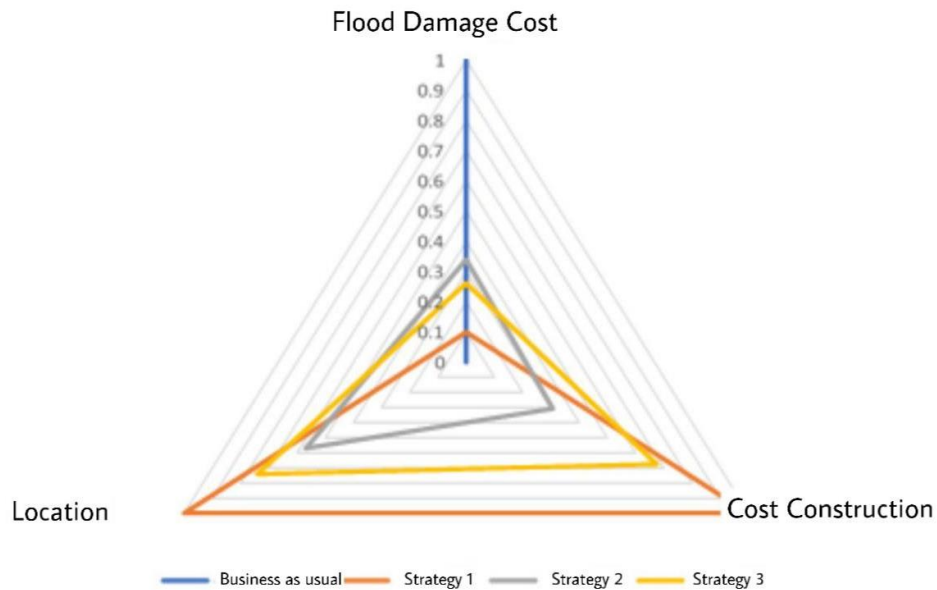 Flood Damage Cost
1
0.9
0.8
0.7
0.6
0.5
0.4
0.3
0.2
0.1
0
Location
Cost Construction
Business as usual Strategy 1 Strategy 2 Strategy 3